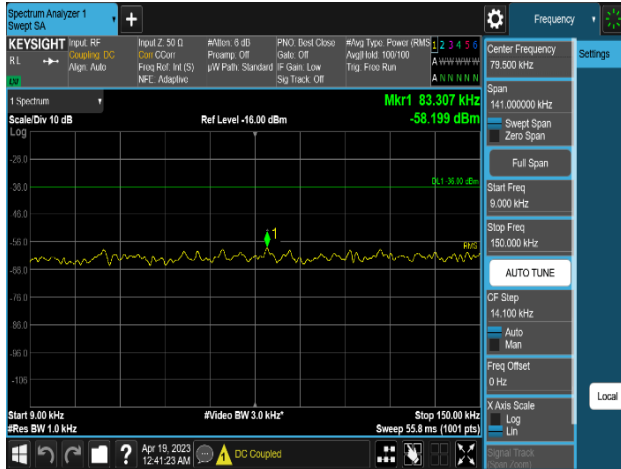 Spectrum Analyzer 1
Swept SA
+
Frequency
Settings
KEYSIGHT
RL
Input: RF
Coupling: DC
Align: Auto
Input Z: 50 Ω
Corr CCorr
Freq Ref: Int (S)
NFE: Adaptive
#Atten: 6 dB
Preamp: Off
µW Path: Standard
PNO: Best Close
Gate: Off
IF Gain: Low
Sig Track: Off
#Avg Type: Power (RMS
Avg|Hold: 100/100
Trig: Free Run
1 2 3 4 5 6
A W W W W W
A N N N N N
1 Spectrum
Scale/Div 10 dB
Log
Ref Level -16.00 dBm
Mkr1 83.307 kHz
-58.199 dBm
DL1 -36.00 dBm
-26.0
-36.0
-46.0
-56.0
-66.0
-76.0
-86.0
-96.0
-106
1
RMS
Start 9.00 kHz
#Res BW 1.0 kHz
#Video BW 3.0 kHz*
Stop 150.00 kHz
Sweep 55.8 ms (1001 pts)
Center Frequency
79.500 kHz
Span
141.000000 kHz
Swept Span
Zero Span
Full Span
Start Freq
9.000 kHz
Stop Freq
150.000 kHz
AUTO TUNE
CF Step
14.100 kHz
Auto
Man
Freq Offset
0 Hz
X Axis Scale
Log
Lin
Signal Track
(Span Zoom)
Local
?
Apr 19, 2023
12:41:23 AM
DC Coupled